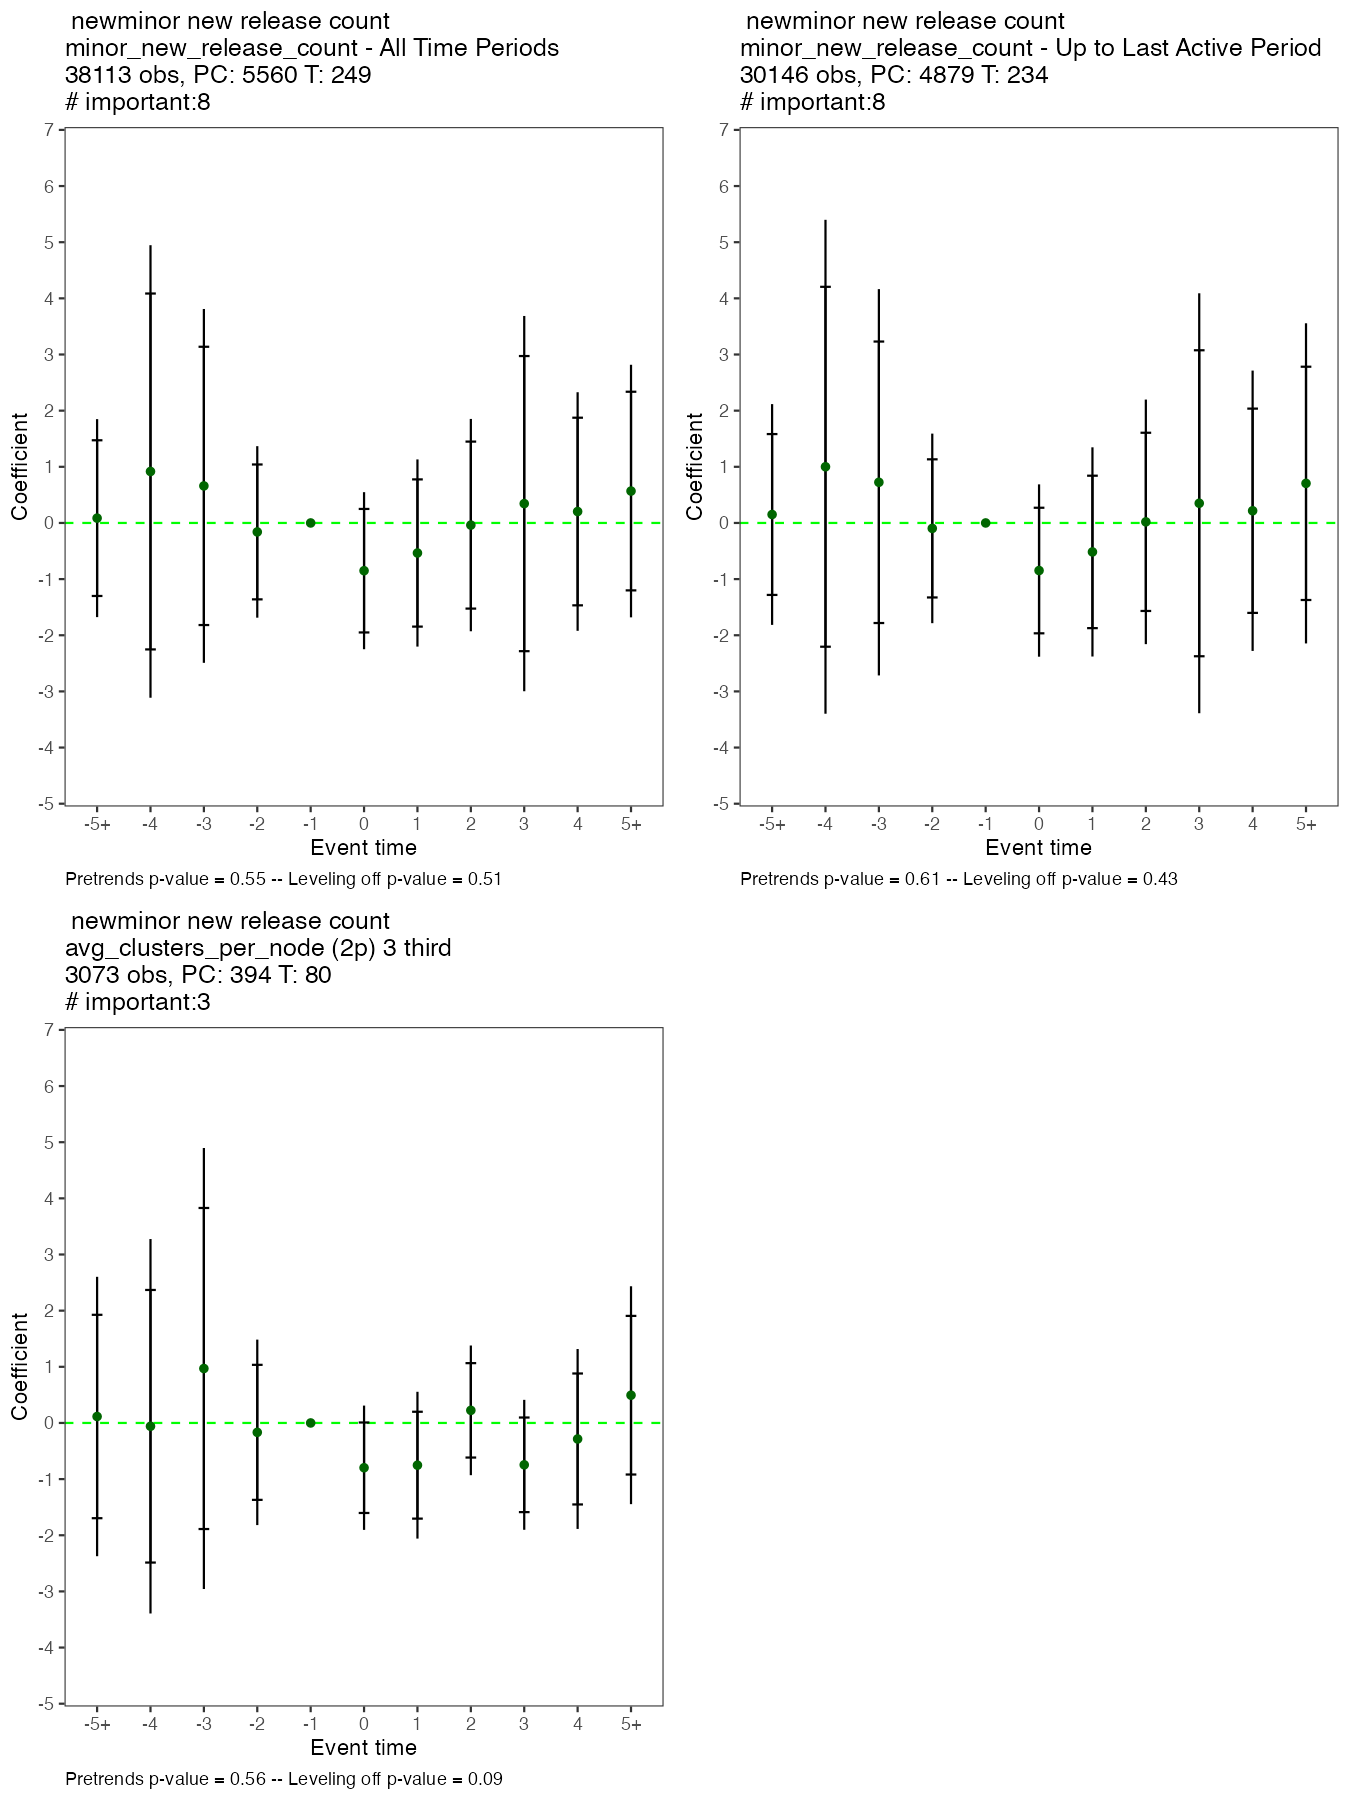 newminor new release count
minor_new_release_count - All Time Periods
38113 obs, PC: 5560 T: 249
# important:8
7
6
5
4
3
2
1
0
-1
-2
-3
-4
-5
Coefficient
-5+ -4 -3 -2 -1 0 1 2 3 4 5+
Event time
Pretrends p-value = 0.55 -- Leveling off p-value = 0.51
newminor new release count
minor_new_release_count - Up to Last Active Period
30146 obs, PC: 4879 T: 234
# important:8
7
6
5
4
3
2
1
0
-1
-2
-3
-4
-5
Coefficient
-5+ -4 -3 -2 -1 0 1 2 3 4 5+
Event time
Pretrends p-value = 0.61 -- Leveling off p-value = 0.43
newminor new release count
avg_clusters_per_node (2p) 3 third
3073 obs, PC: 394 T: 80
# important:3
7
6
5
4
3
2
1
0
-1
-2
-3
-4
-5
Coefficient
-5+ -4 -3 -2 -1 0 1 2 3 4 5+
Event time
Pretrends p-value = 0.56 -- Leveling off p-value = 0.09